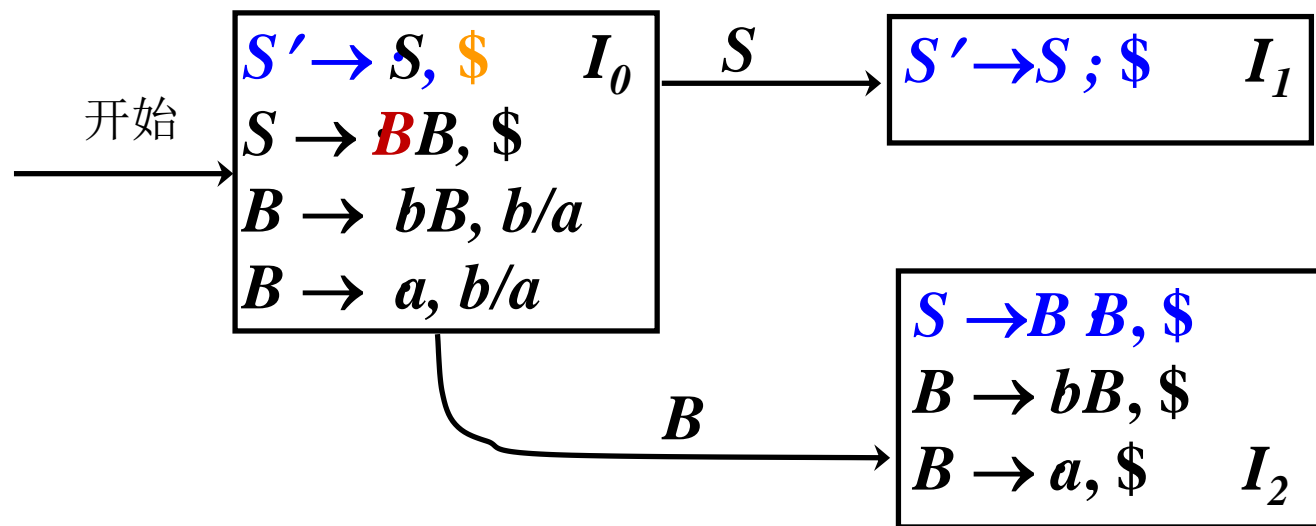 开始
S′ → ·S, $ I₀
S → ·BB, $
B → ·bB, b/a
B → ·a, b/a
S
S′ → S·, $ I₁
B
S → B·B, $
B → ·bB, $
B → ·a, $ I₂